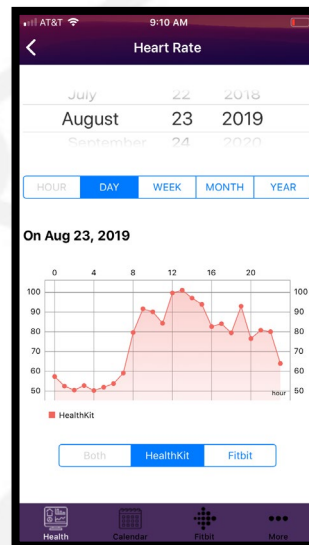 AT&T 9:10 AM
Heart Rate
July 22 2018
August 23 2019
September 24 2020
HOUR DAY WEEK MONTH YEAR
On Aug 23, 2019
0 4 8 12 16 20
100 100
90 90
80 80
70 70
60 60
50 50
hour
HealthKit
Both HealthKit Fitbit
Health Calendar Fitbit More